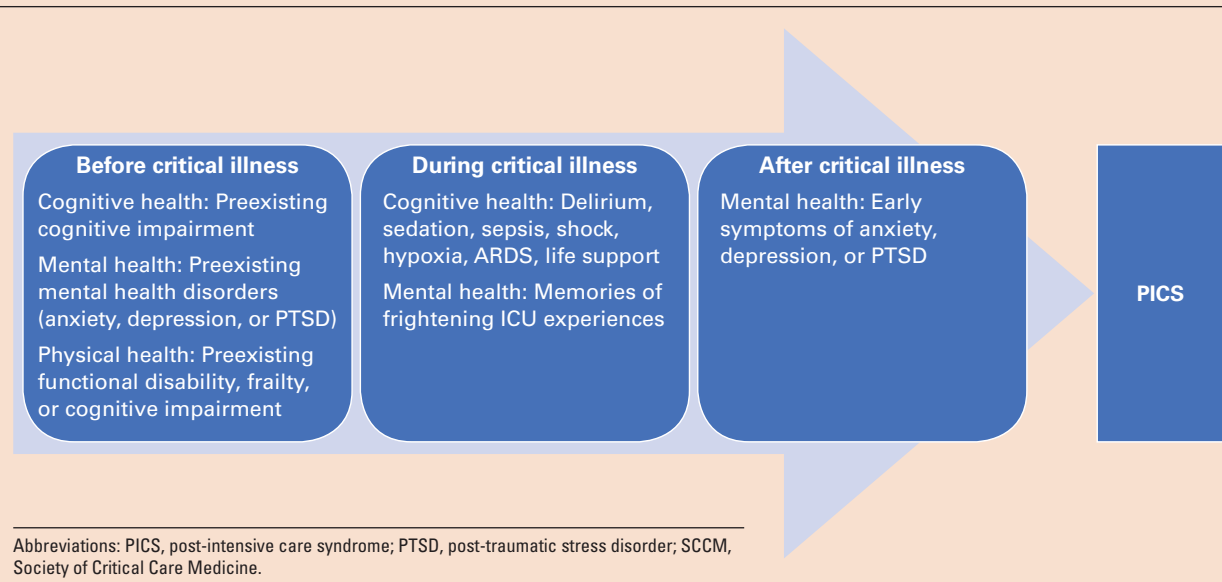 Before critical illness
Cognitive health: Preexisting
cognitive impairment
Mental health: Preexisting
mental health disorders
(anxiety, depression, or PTSD)
Physical health: Preexisting
functional disability, frailty,
or cognitive impairment
During critical illness
Cognitive health: Delirium,
sedation, sepsis, shock,
hypoxia, ARDS, life support
Mental health: Memories of
frightening ICU experiences
After critical illness
Mental health: Early
symptoms of anxiety,
depression, or PTSD
PICS
Abbreviations: PICS, post-intensive care syndrome; PTSD, post-traumatic stress disorder; SCCM,
Society of Critical Care Medicine.